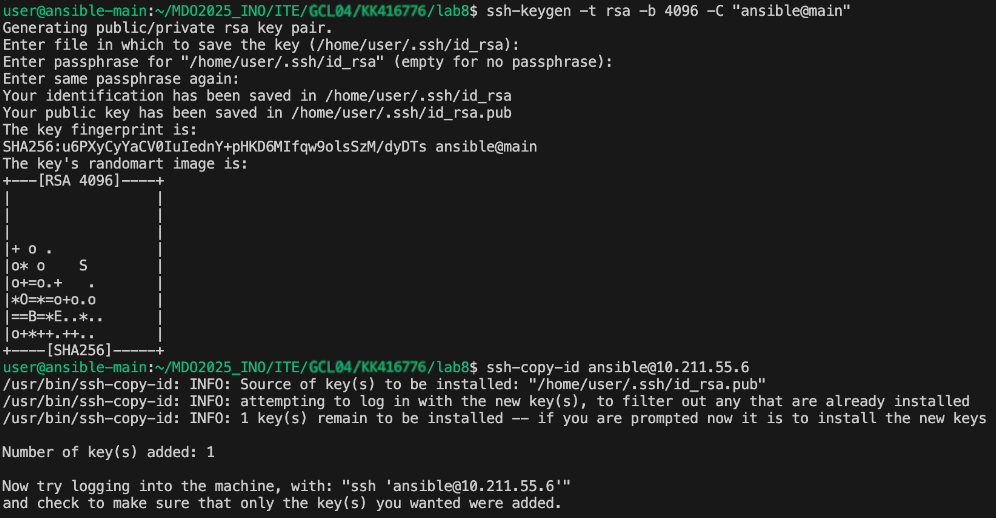 user@ansible-main:~/MDO2025_INO/ITE/GCL04/KK416776/lab8$ ssh-keygen -t rsa -b 4096 -C "ansible@main"
Generating public/private rsa key pair.
Enter file in which to save the key (/home/user/.ssh/id_rsa):
Enter passphrase for "/home/user/.ssh/id_rsa" (empty for no passphrase):
Enter same passphrase again:
Your identification has been saved in /home/user/.ssh/id_rsa
Your public key has been saved in /home/user/.ssh/id_rsa.pub
The key fingerprint is:
SHA256:u6PXyCyYaCV0IuIednY+pHKD6MIfqw9olsSzM/dyDTs ansible@main
The key's randomart image is:
+---[RSA 4096]----+
|                 |
|                 |
|                 |
|+ o .            |
|o* o    S        |
|o+=o.+   .       |
|*O=*=o+o.o       |
|==B=*E..*..      |
|o+*++.++..       |
+----[SHA256]-----+
user@ansible-main:~/MDO2025_INO/ITE/GCL04/KK416776/lab8$ ssh-copy-id ansible@10.211.55.6
/usr/bin/ssh-copy-id: INFO: Source of key(s) to be installed: "/home/user/.ssh/id_rsa.pub"
/usr/bin/ssh-copy-id: INFO: attempting to log in with the new key(s), to filter out any that are already installed
/usr/bin/ssh-copy-id: INFO: 1 key(s) remain to be installed -- if you are prompted now it is to install the new keys
Number of key(s) added: 1
Now try logging into the machine, with: "ssh 'ansible@10.211.55.6'"
and check to make sure that only the key(s) you wanted were added.